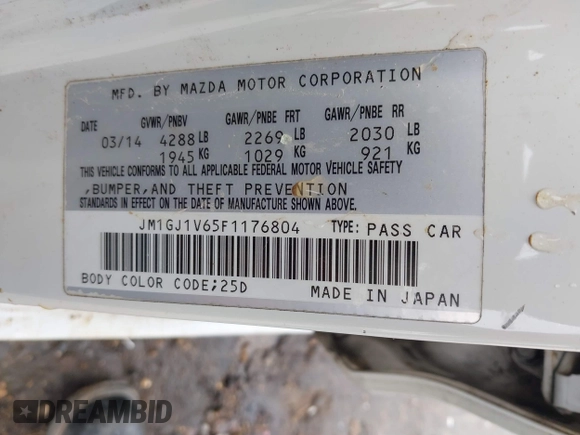 MFD. BY MAZDA MOTOR CORPORATION
DATE GVWR/PNBV GAWR/PNBE FRT GAWR/PNBE RR
03/14 4288 LB 2269 LB 2030 LB
1945 KG 1029 KG 921 KG
THIS VEHICLE CONFORMS TO ALL APPLICABLE FEDERAL MOTOR VEHICLE SAFETY
,BUMPER,AND THEFT PREVENTION
STANDARDS IN EFFECT ON THE DATE OF MANUFACTURE SHOWN ABOVE.
JM1GJ1V65F1176804 TYPE: PASS CAR
BODY COLOR CODE;25D MADE IN JAPAN
DREAMBID